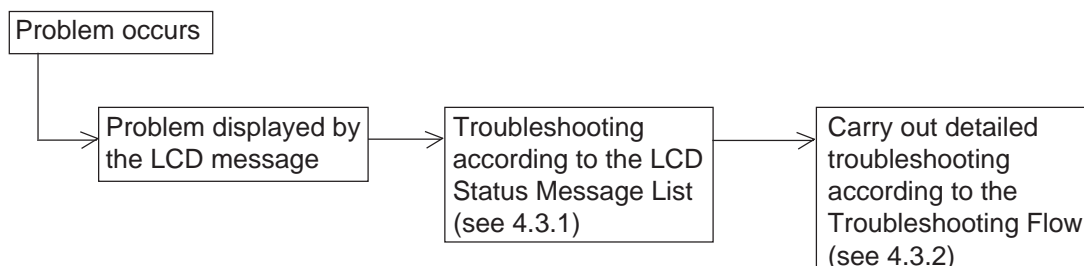 Problem occurs
Problem displayed by
the LCD message
Troubleshooting
according to the LCD
Status Message List
(see 4.3.1)
Carry out detailed
troubleshooting
according to the
Troubleshooting Flow
(see 4.3.2)